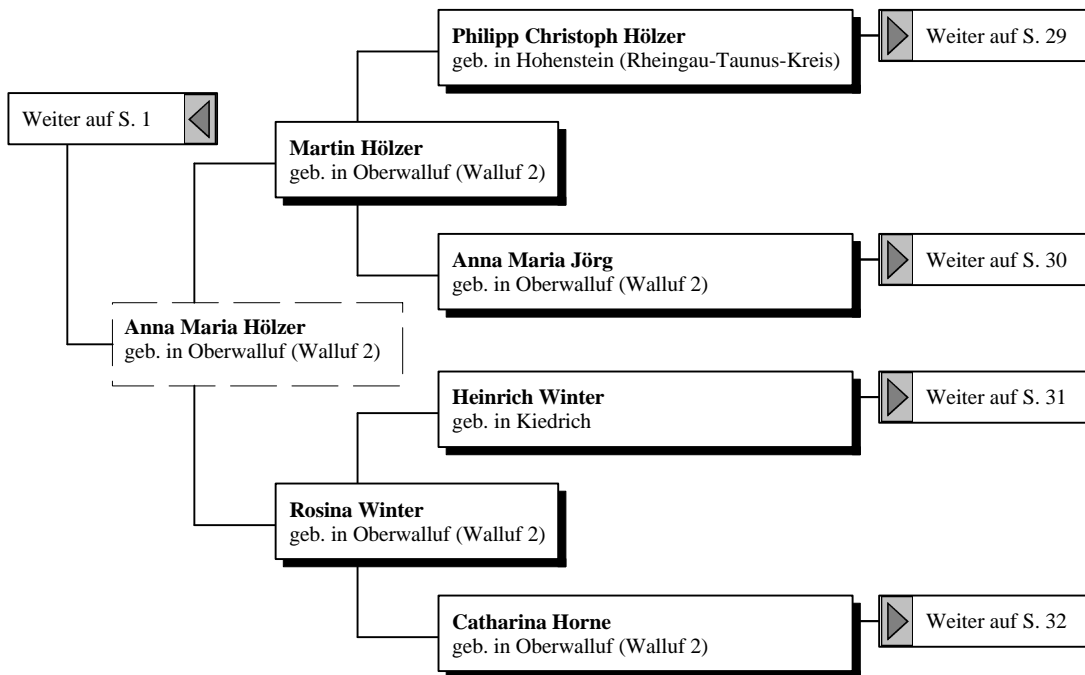 Philipp Christoph Hölzer
geb. in Hohenstein (Rheingau-Taunus-Kreis)
Weiter auf S. 29
Weiter auf S. 1
Martin Hölzer
geb. in Oberwalluf (Walluf 2)
Anna Maria Jörg
geb. in Oberwalluf (Walluf 2)
Weiter auf S. 30
Anna Maria Hölzer
geb. in Oberwalluf (Walluf 2)
Heinrich Winter
geb. in Kiedrich
Weiter auf S. 31
Rosina Winter
geb. in Oberwalluf (Walluf 2)
Catharina Horne
geb. in Oberwalluf (Walluf 2)
Weiter auf S. 32